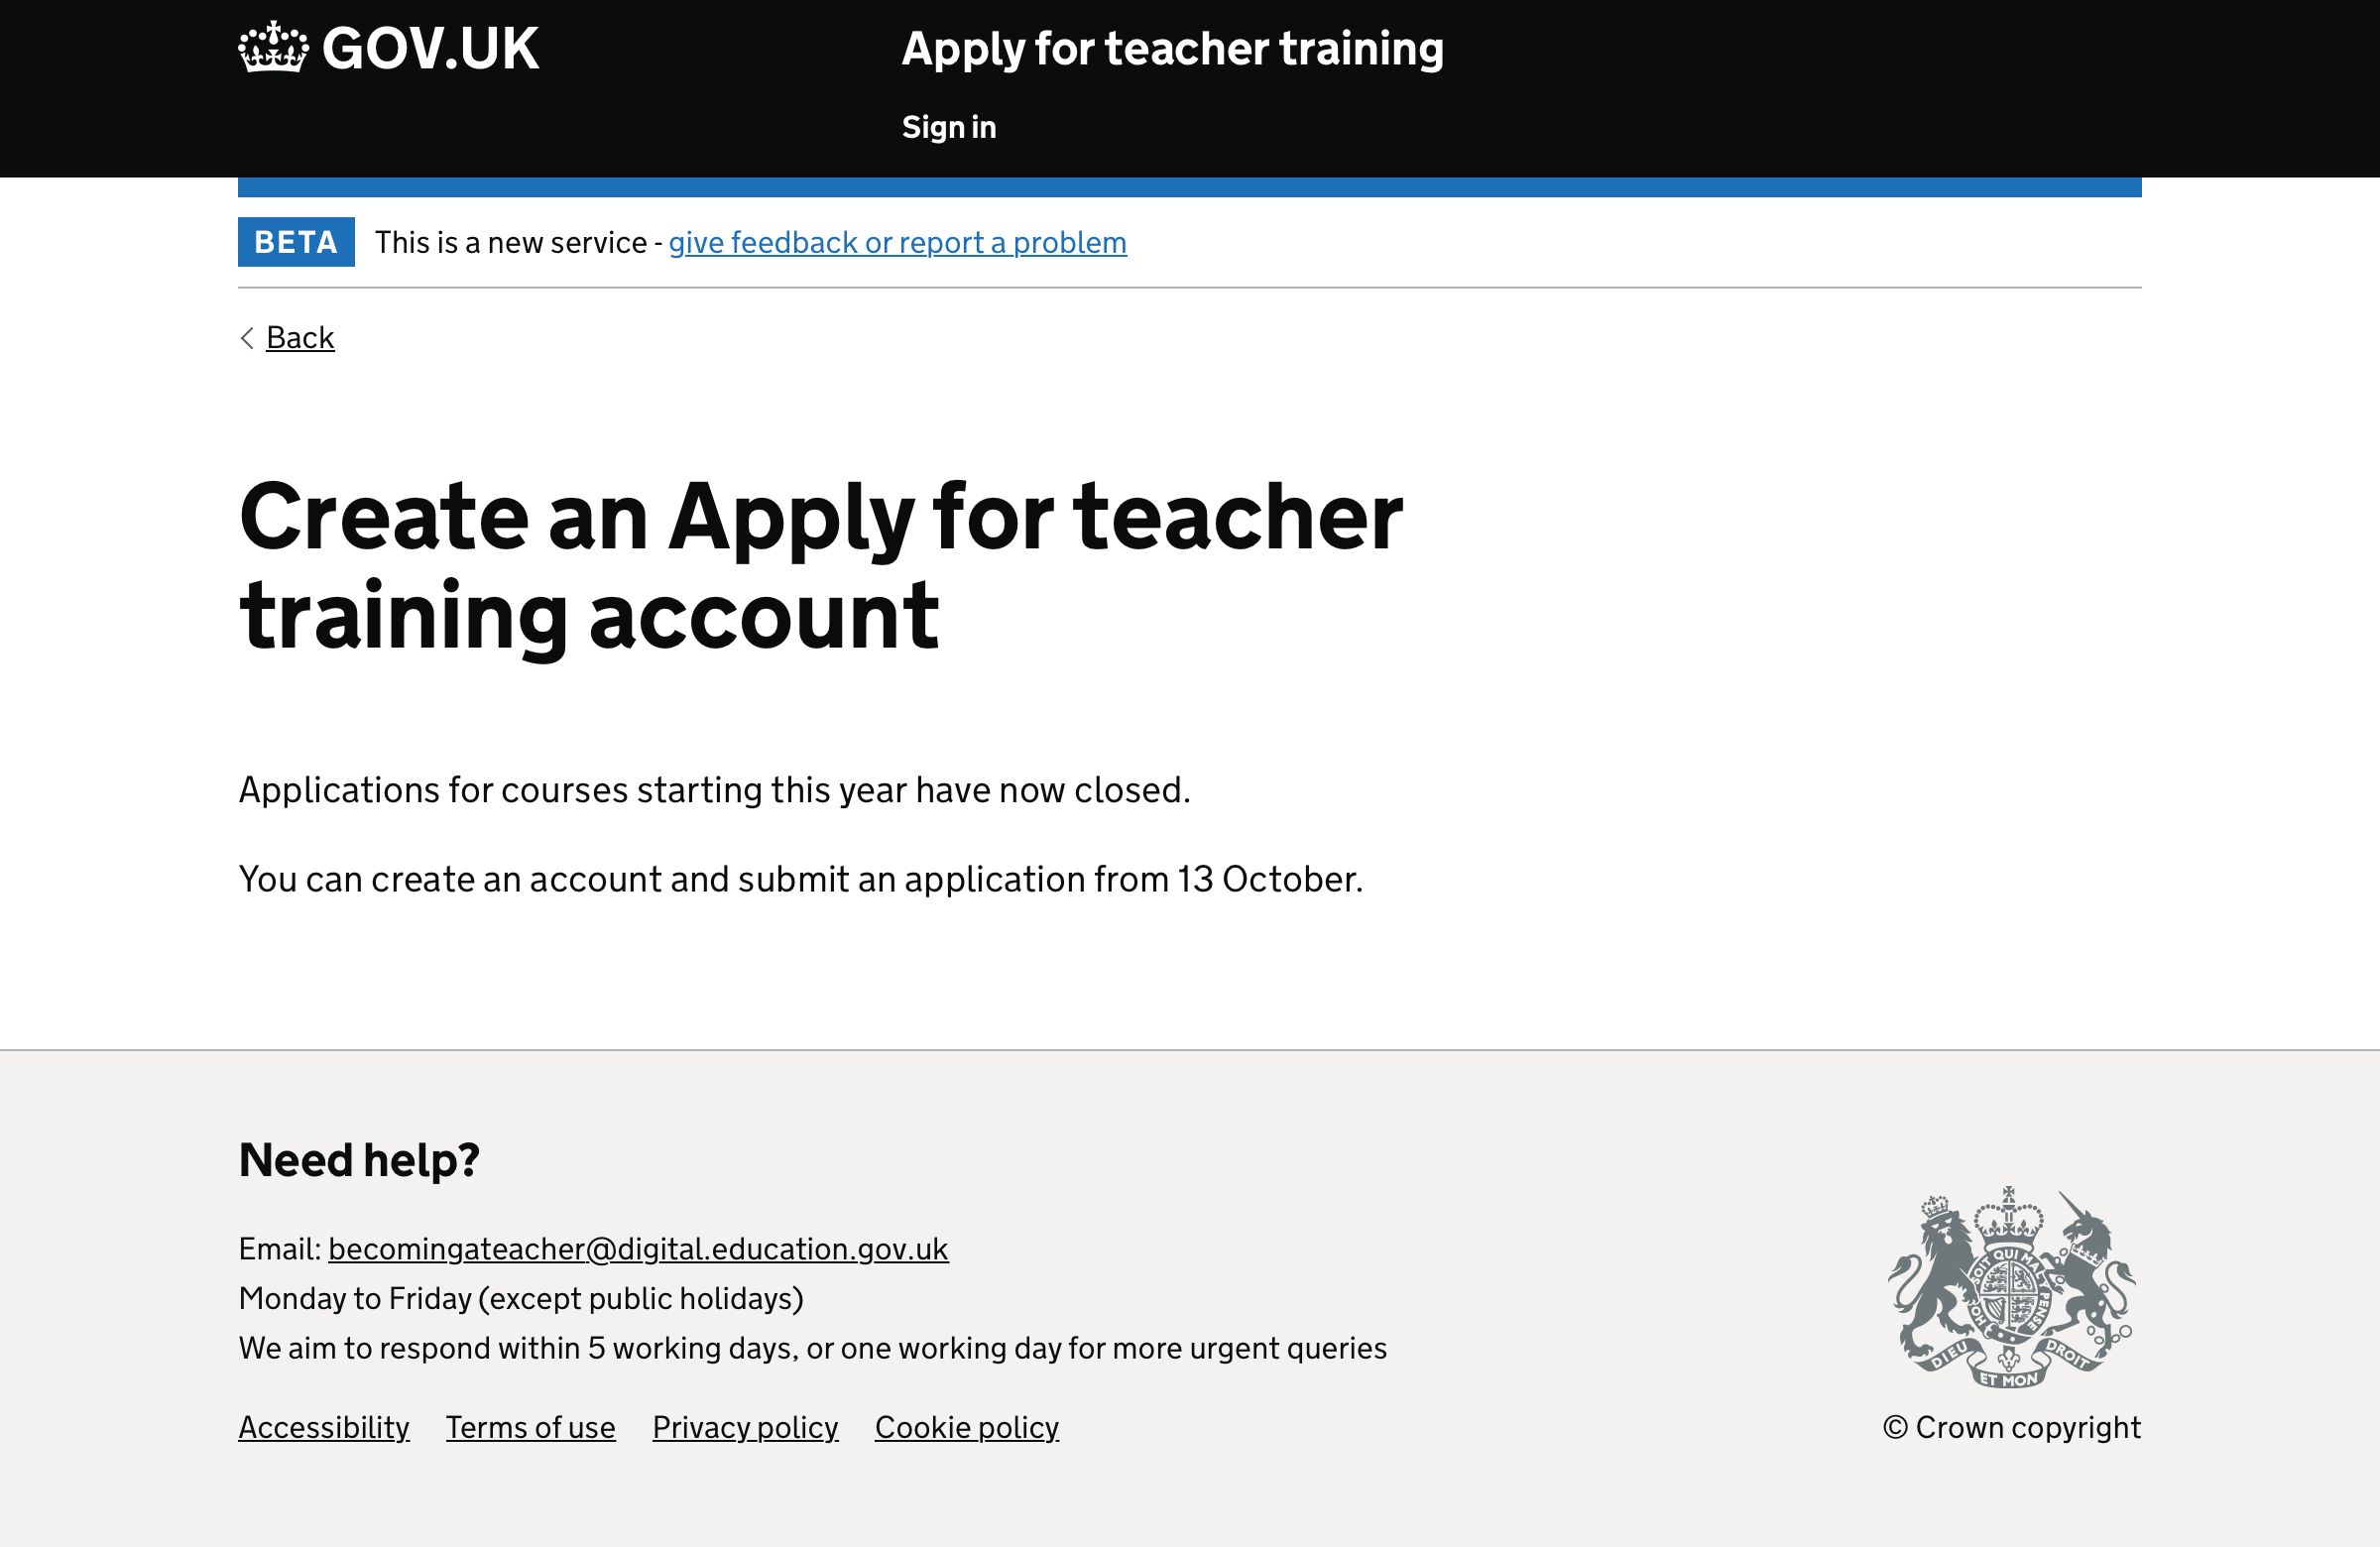 GOV.UK
Apply for teacher training
Sign in
BETA This is a new service - give feedback or report a problem
Back
Create an Apply for teacher
training account
Applications for courses starting this year have now closed.
You can create an account and submit an application from 13 October.
Need help?
Email: becomingateacher@digital.education.gov.uk
Monday to Friday (except public holidays)
We aim to respond within 5 working days, or one working day for more urgent queries
Accessibility Terms of use Privacy policy Cookie policy
SOIT QUI MAL Y PENSE
HO
DIEU ET MON DROIT
© Crown copyright